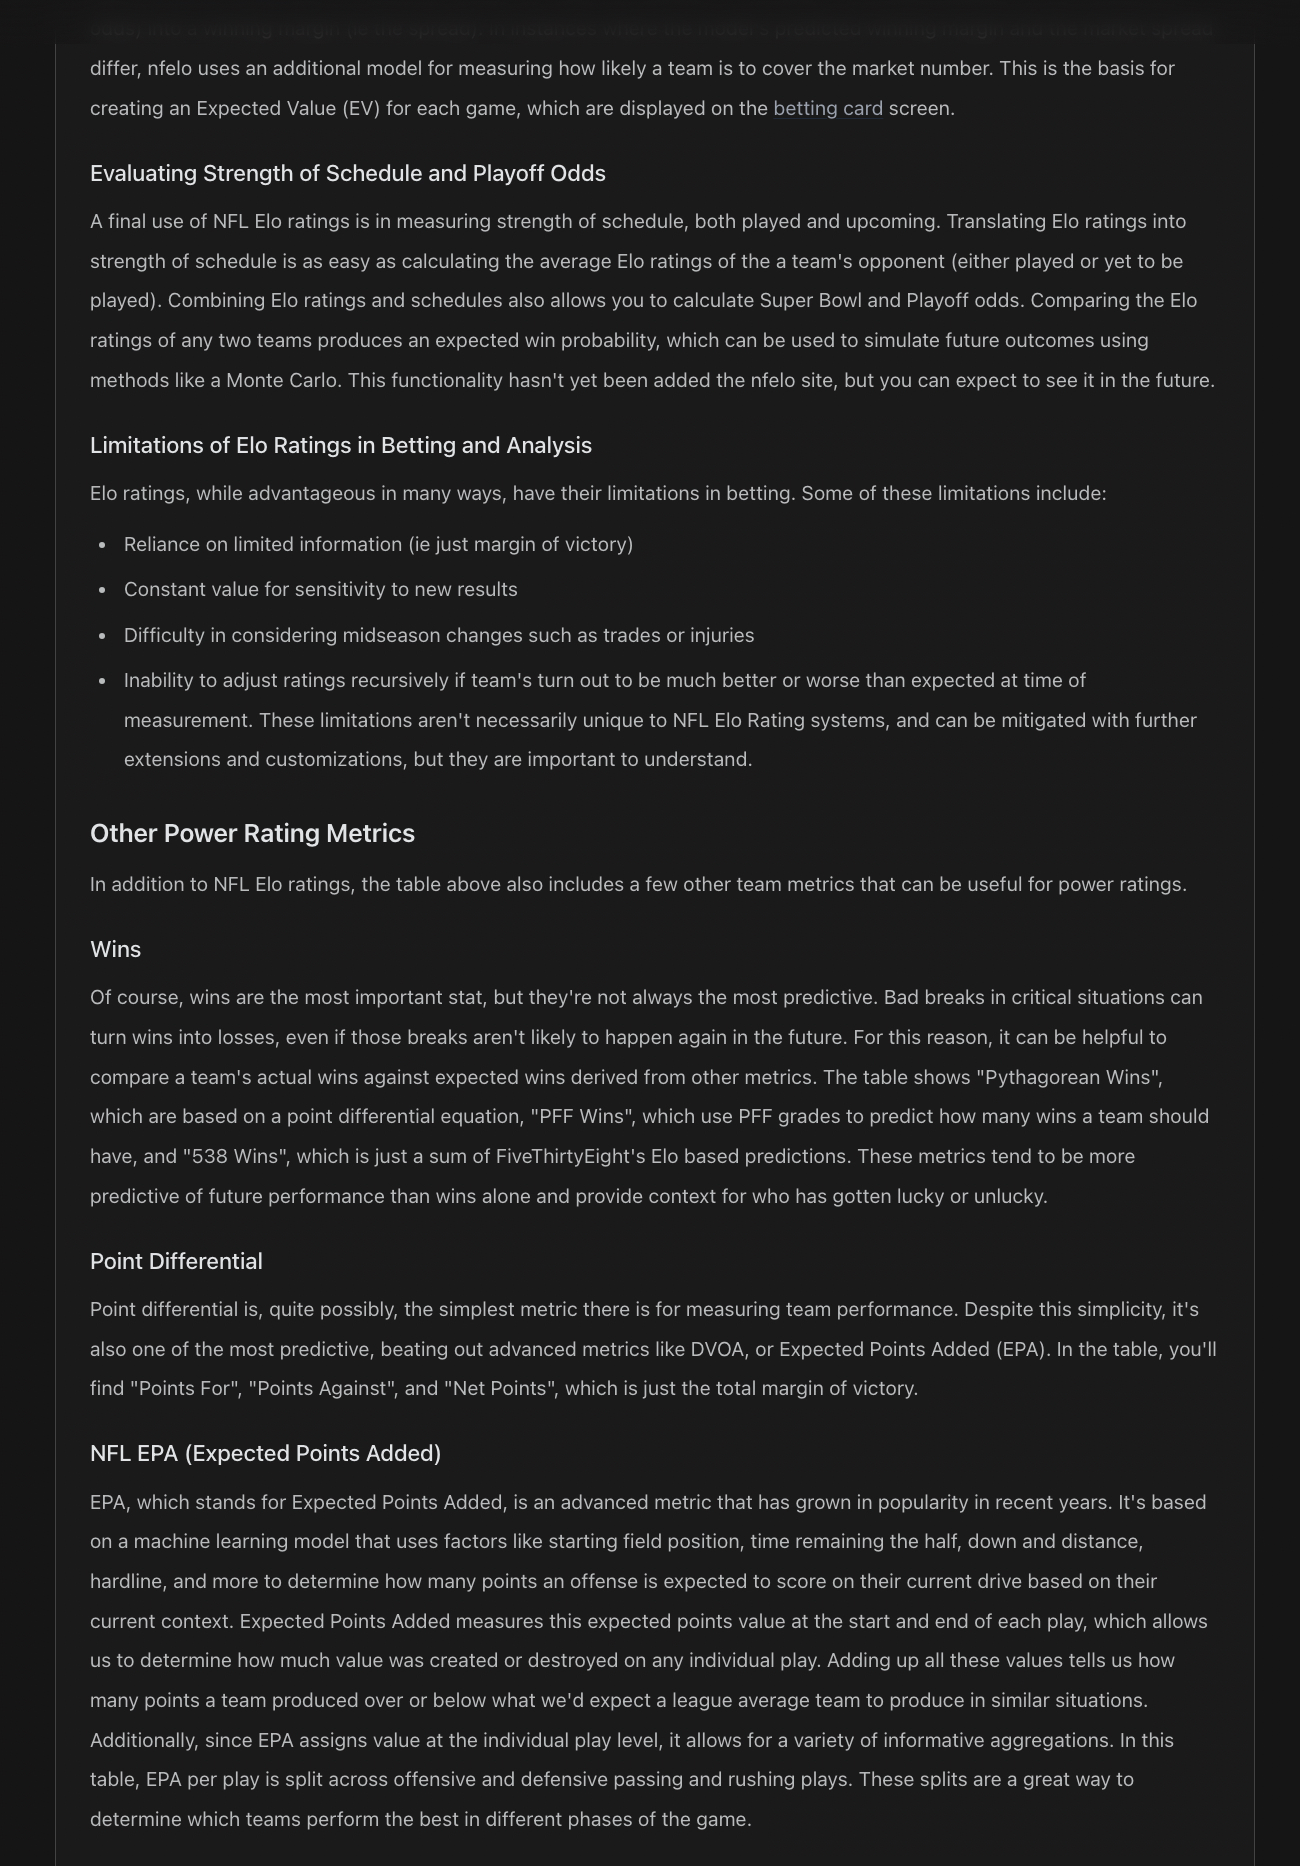 differ, nfelo uses an additional model for measuring how likely a team is to cover the market number. This is the basis for
creating an Expected Value (EV) for each game, which are displayed on the betting card screen.
Evaluating Strength of Schedule and Playoff Odds
A final use of NFL Elo ratings is in measuring strength of schedule, both played and upcoming. Translating Elo ratings into
strength of schedule is as easy as calculating the average Elo ratings of the a team's opponent (either played or yet to be
played). Combining Elo ratings and schedules also allows you to calculate Super Bowl and Playoff odds. Comparing the Elo
ratings of any two teams produces an expected win probability, which can be used to simulate future outcomes using
methods like a Monte Carlo. This functionality hasn't yet been added the nfelo site, but you can expect to see it in the future.
Limitations of Elo Ratings in Betting and Analysis
Elo ratings, while advantageous in many ways, have their limitations in betting. Some of these limitations include:
• Reliance on limited information (ie just margin of victory)
• Constant value for sensitivity to new results
• Difficulty in considering midseason changes such as trades or injuries
• Inability to adjust ratings recursively if team's turn out to be much better or worse than expected at time of
measurement. These limitations aren't necessarily unique to NFL Elo Rating systems, and can be mitigated with further
extensions and customizations, but they are important to understand.
Other Power Rating Metrics
In addition to NFL Elo ratings, the table above also includes a few other team metrics that can be useful for power ratings.
Wins
Of course, wins are the most important stat, but they're not always the most predictive. Bad breaks in critical situations can
turn wins into losses, even if those breaks aren't likely to happen again in the future. For this reason, it can be helpful to
compare a team's actual wins against expected wins derived from other metrics. The table shows "Pythagorean Wins",
which are based on a point differential equation, "PFF Wins", which use PFF grades to predict how many wins a team should
have, and "538 Wins", which is just a sum of FiveThirtyEight's Elo based predictions. These metrics tend to be more
predictive of future performance than wins alone and provide context for who has gotten lucky or unlucky.
Point Differential
Point differential is, quite possibly, the simplest metric there is for measuring team performance. Despite this simplicity, it's
also one of the most predictive, beating out advanced metrics like DVOA, or Expected Points Added (EPA). In the table, you'll
find "Points For", "Points Against", and "Net Points", which is just the total margin of victory.
NFL EPA (Expected Points Added)
EPA, which stands for Expected Points Added, is an advanced metric that has grown in popularity in recent years. It's based
on a machine learning model that uses factors like starting field position, time remaining the half, down and distance,
hardline, and more to determine how many points an offense is expected to score on their current drive based on their
current context. Expected Points Added measures this expected points value at the start and end of each play, which allows
us to determine how much value was created or destroyed on any individual play. Adding up all these values tells us how
many points a team produced over or below what we'd expect a league average team to produce in similar situations.
Additionally, since EPA assigns value at the individual play level, it allows for a variety of informative aggregations. In this
table, EPA per play is split across offensive and defensive passing and rushing plays. These splits are a great way to
determine which teams perform the best in different phases of the game.